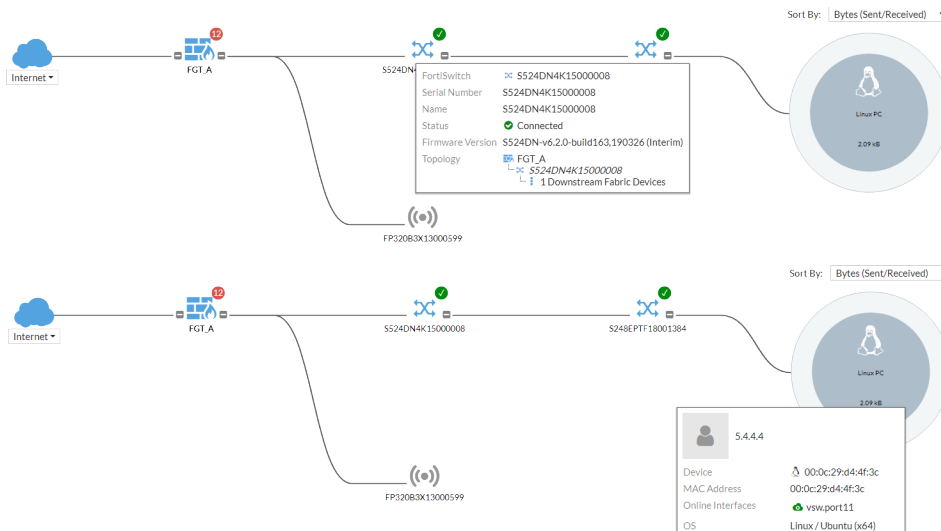 Sort By: Bytes (Sent/Received)
12
Internet
FGT_A
S524DN4
FortiSwitch S524DN4K15000008
Serial Number S524DN4K15000008
Name S524DN4K15000008
Status Connected
Firmware Version S524DN-v6.2.0-build163,190326 (Interim)
Topology FGT_A
S524DN4K15000008
1 Downstream Fabric Devices
Linux PC
2.09 kB
FP320B3X13000599
Sort By: Bytes (Sent/Received)
12
Internet
FGT_A
S524DN4K15000008
S248EPTF18001384
Linux PC
2.09 kB
5.4.4.4
Device 00:0c:29:d4:4f:3c
MAC Address 00:0c:29:d4:4f:3c
Online Interfaces vsw.port11
OS Linux / Ubuntu (x64)
FP320B3X13000599